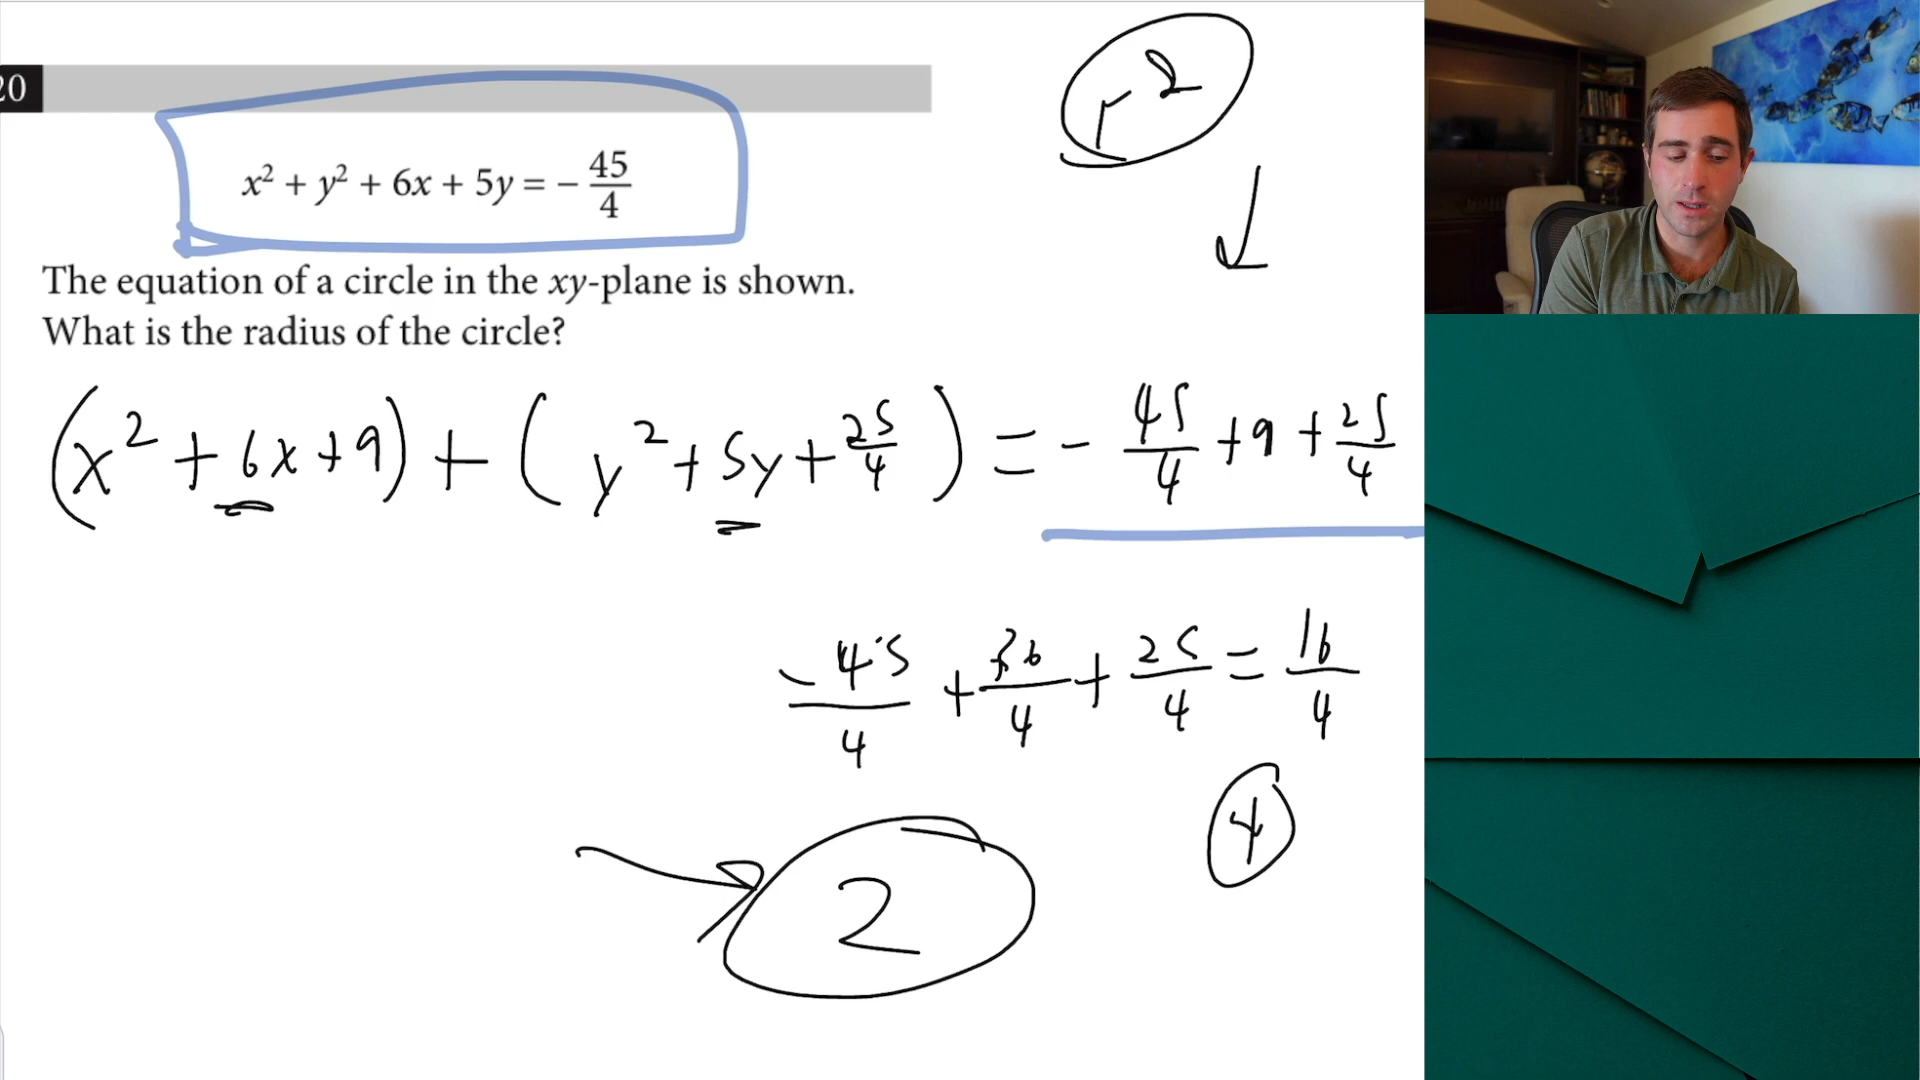 20
x² + y² + 6x + 5y = − 45/4
The equation of a circle in the xy-plane is shown.
What is the radius of the circle?
r²
(x² + 6x + 9) + (y² + 5y + 25/4) = − 45/4 + 9 + 25/4
− 45/4 + 36/4 + 25/4 = 16/4
4
2